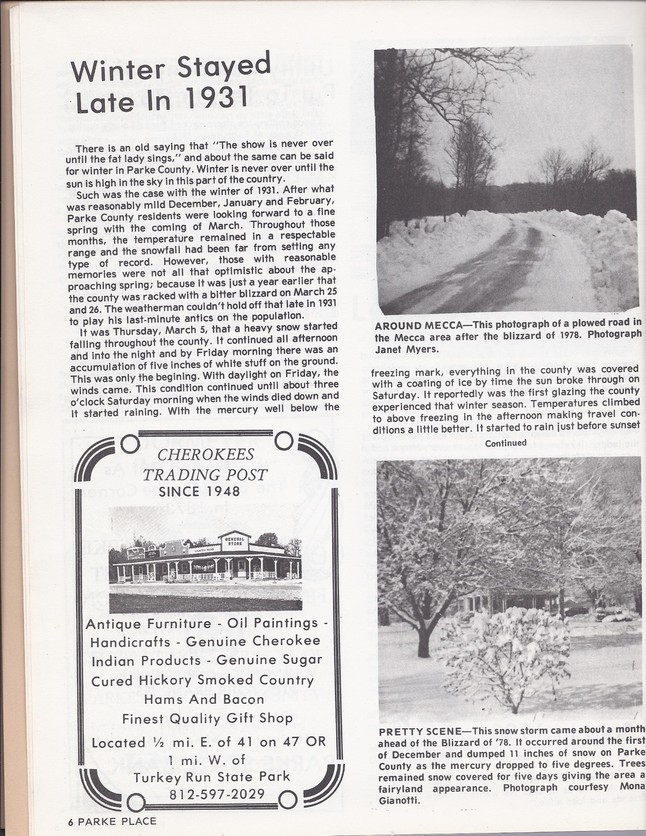 Winter Stayed
Late In 1931
There is an old saying that "The show is never over
until the fat lady sings," and about the same can be said
for winter in Parke County. Winter is never over until the
sun is high in the sky in this part of the country.
Such was the case with the winter of 1931. After what
was reasonably mild December, January and February,
Parke County residents were looking forward to a fine
spring with the coming of March. Throughout those
months, the temperature remained in a respectable
range and the snowfall had been far from setting any
type of record. However, those with reasonable
memories were not all that optimistic about the ap-
proaching spring; because it was just a year earlier that
the county was racked with a bitter blizzard on March 25
and 26. The weatherman couldn't hold off that late in 1931
to play his last-minute antics on the population.
It was Thursday, March 5, that a heavy snow started
falling throughout the county. It continued all afternoon
and into the night and by Friday morning there was an
accumulation of five inches of white stuff on the ground.
This was only the beginning. With daylight on Friday, the
winds came. This condition continued until about three
o'clock Saturday morning when the winds died down and
it started raining. With the mercury well below the
CHEROKEES
TRADING POST
SINCE 1948
GENERAL
STORE
Antique Furniture - Oil Paintings -
Handicrafts - Genuine Cherokee
Indian Products - Genuine Sugar
Cured Hickory Smoked Country
Hams And Bacon
Finest Quality Gift Shop
Located ½ mi. E. of 41 on 47 OR
1 mi. W. of
Turkey Run State Park
812-597-2029
6 PARKE PLACE
AROUND MECCA—This photograph of a plowed road in
the Mecca area after the blizzard of 1978. Photograph
Janet Myers.
freezing mark, everything in the county was covered
with a coating of ice by time the sun broke through on
Saturday. It reportedly was the first glazing the county
experienced that winter season. Temperatures climbed
to above freezing in the afternoon making travel con-
ditions a little better. It started to rain just before sunset
Continued
PRETTY SCENE—This snow storm came about a month
ahead of the Blizzard of '78. It occurred around the first
of December and dumped 11 inches of snow on Parke
County as the mercury dropped to five degrees. Trees
remained snow covered for five days giving the area a
fairyland appearance. Photograph courtesy Mona
Gianotti.